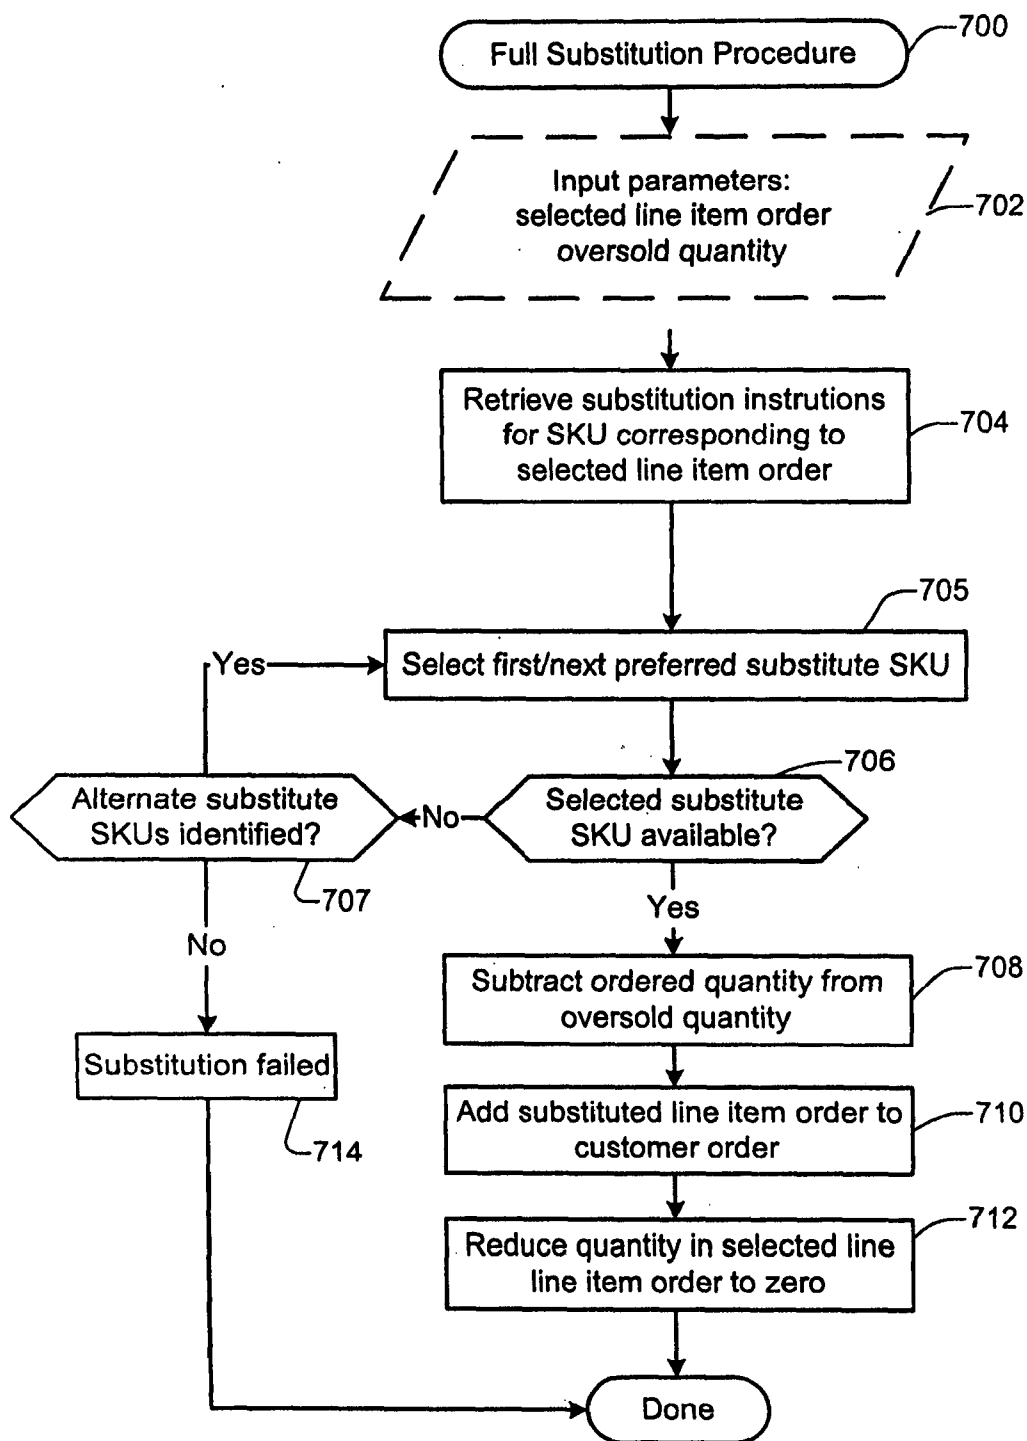 Full Substitution Procedure
700
Input parameters:
selected line item order
oversold quantity
702
Retrieve substitution instrutions
for SKU corresponding to
selected line item order
704
705
Select first/next preferred substitute SKU
Yes
706
Selected substitute
SKU available?
No
Alternate substitute
SKUs identified?
707
Yes
No
Subtract ordered quantity from
oversold quantity
708
Substitution failed
714
Add substituted line item order to
customer order
710
Reduce quantity in selected line
line item order to zero
712
Done